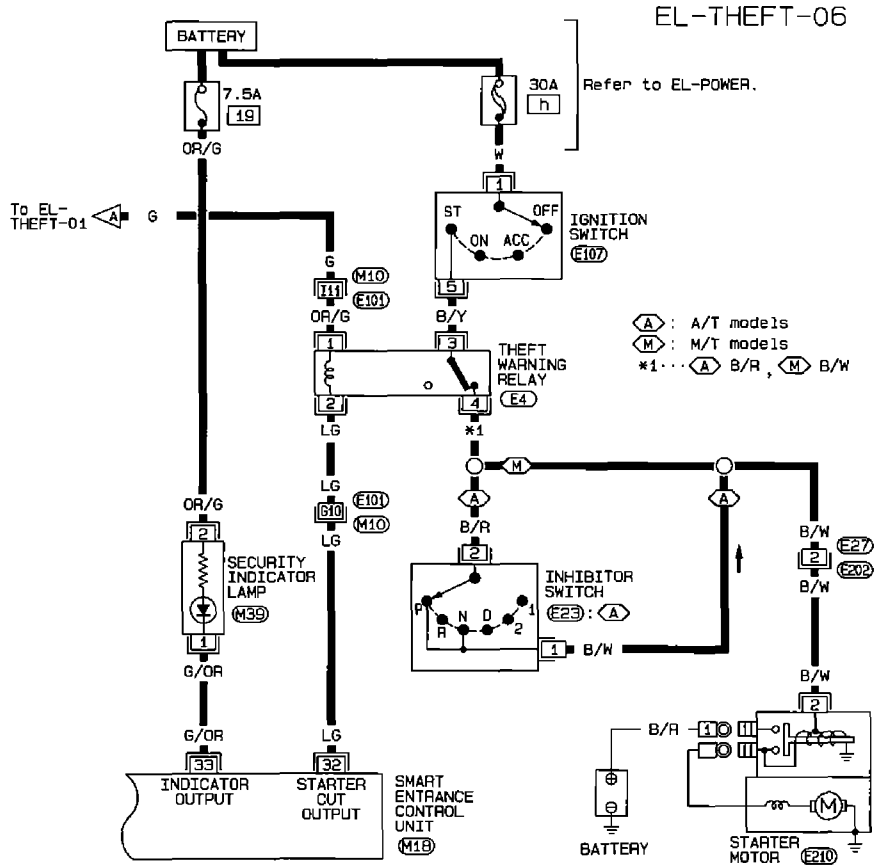 EL-THEFT-06
BATTERY
7.5A
19
30A
h
Refer to EL-POWER.
OR/G
W
1
To EL-
THEFT-01
A
G
ST
OFF
ON
ACC
IGNITION
SWITCH
E107
G
5
I11
M10
E101
OR/G
B/Y
1
3
THEFT
WARNING
RELAY
E4
2
4
A : A/T models
M : M/T models
*1··· A B/R , M B/W
LG
*1
M
A
A
LG
G10
E101
M10
LG
B/R
OR/G
2
2
SECURITY
INDICATOR
LAMP
M39
1
INHIBITOR
SWITCH
E23 : A
P
R
N
D
2
1
1
B/W
B/W
2
E27
E202
B/W
G/OR
G/OR
LG
B/W
2
33
32
INDICATOR
OUTPUT
STARTER
CUT
OUTPUT
SMART
ENTRANCE
CONTROL
UNIT
M18
B/R
1
1
BATTERY
M
STARTER
MOTOR
E210